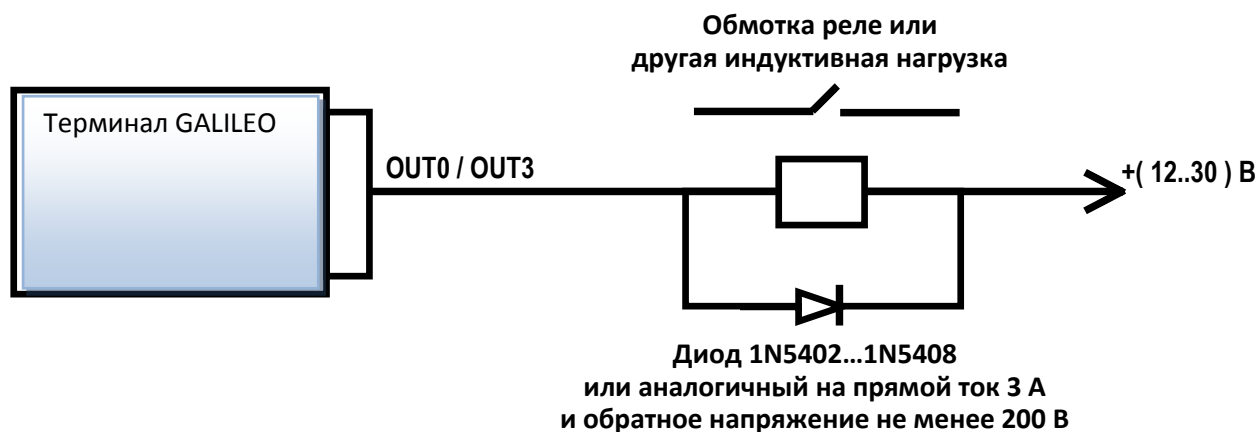 Обмотка реле или
другая индуктивная нагрузка
Терминал GALILEO
OUT0 / OUT3
+( 12..30 ) В
Диод 1N5402...1N5408
или аналогичный на прямой ток 3 А
и обратное напряжение не менее 200 В